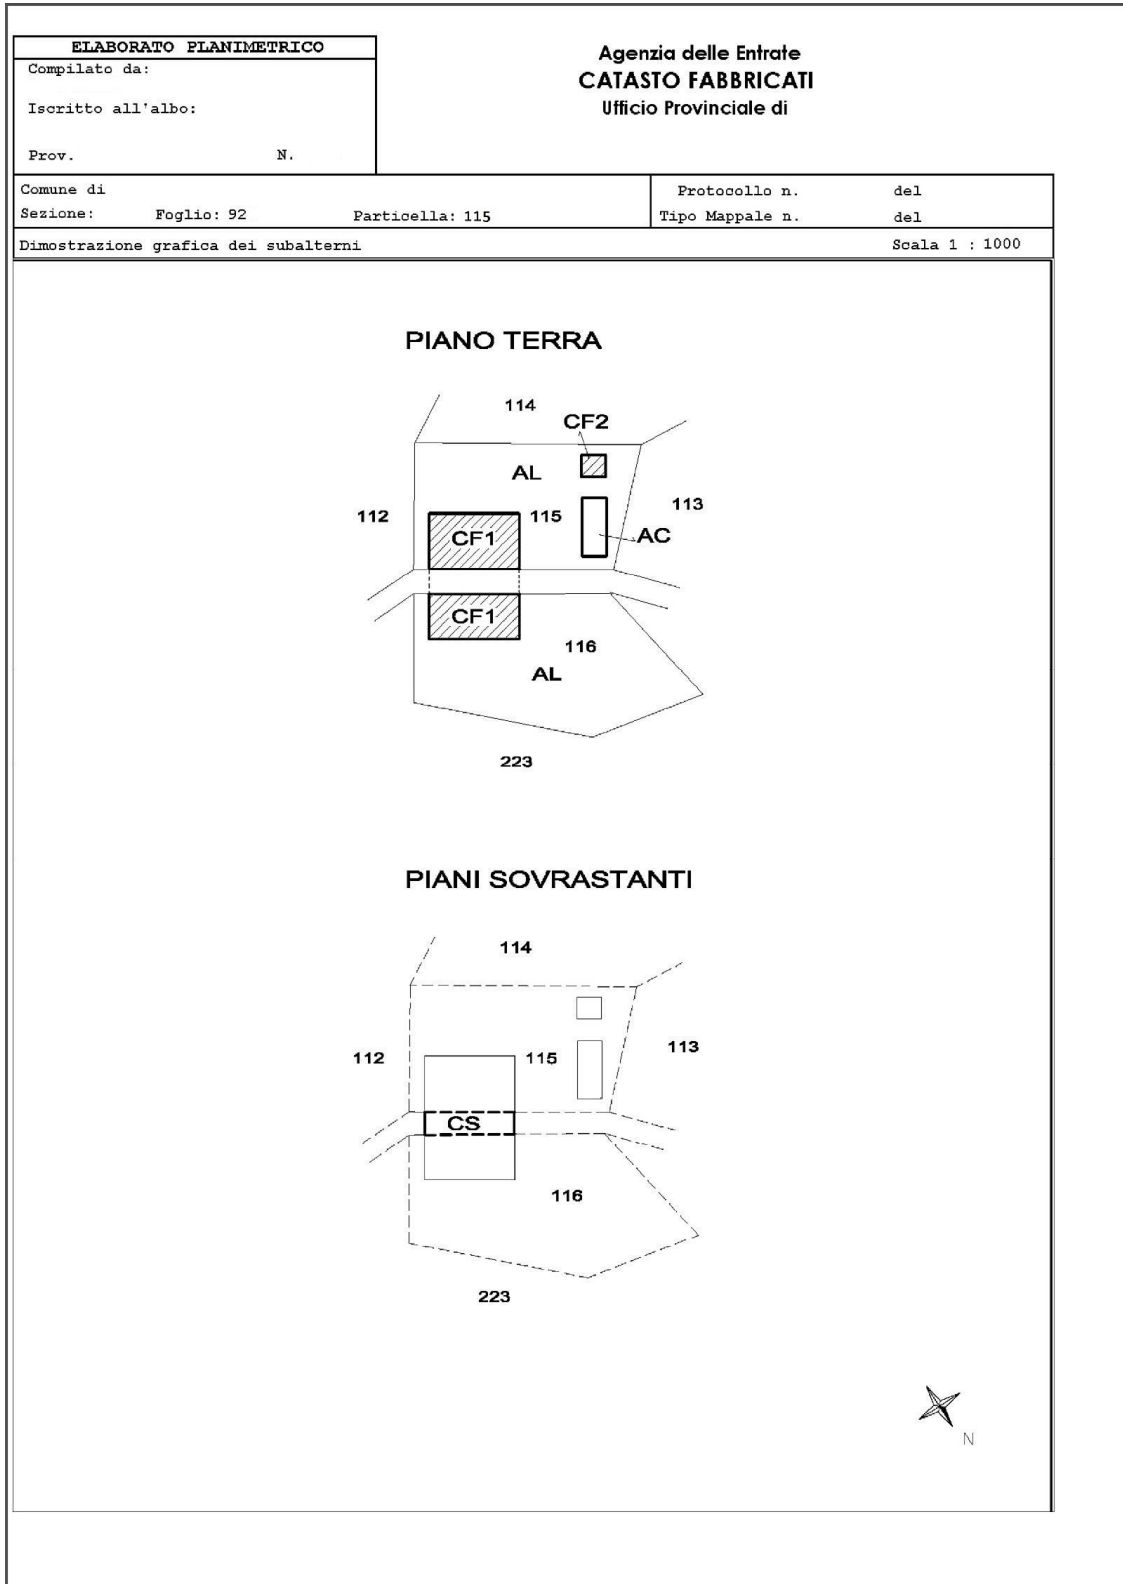 ELABORATO PLANIMETRICO
Compilato da:
Iscritto all'albo:
Prov. N.
Agenzia delle Entrate
CATASTO FABBRICATI
Ufficio Provinciale di
Comune di
Sezione: Foglio: 92 Particella: 115
Protocollo n. del
Tipo Mappale n. del
Dimostrazione grafica dei subalterni Scala 1 : 1000
PIANO TERRA
114
CF2
AL
112
115
113
CF1
AC
CF1
116
AL
223
PIANI SOVRASTANTI
114
112
115
113
CS
116
223
N